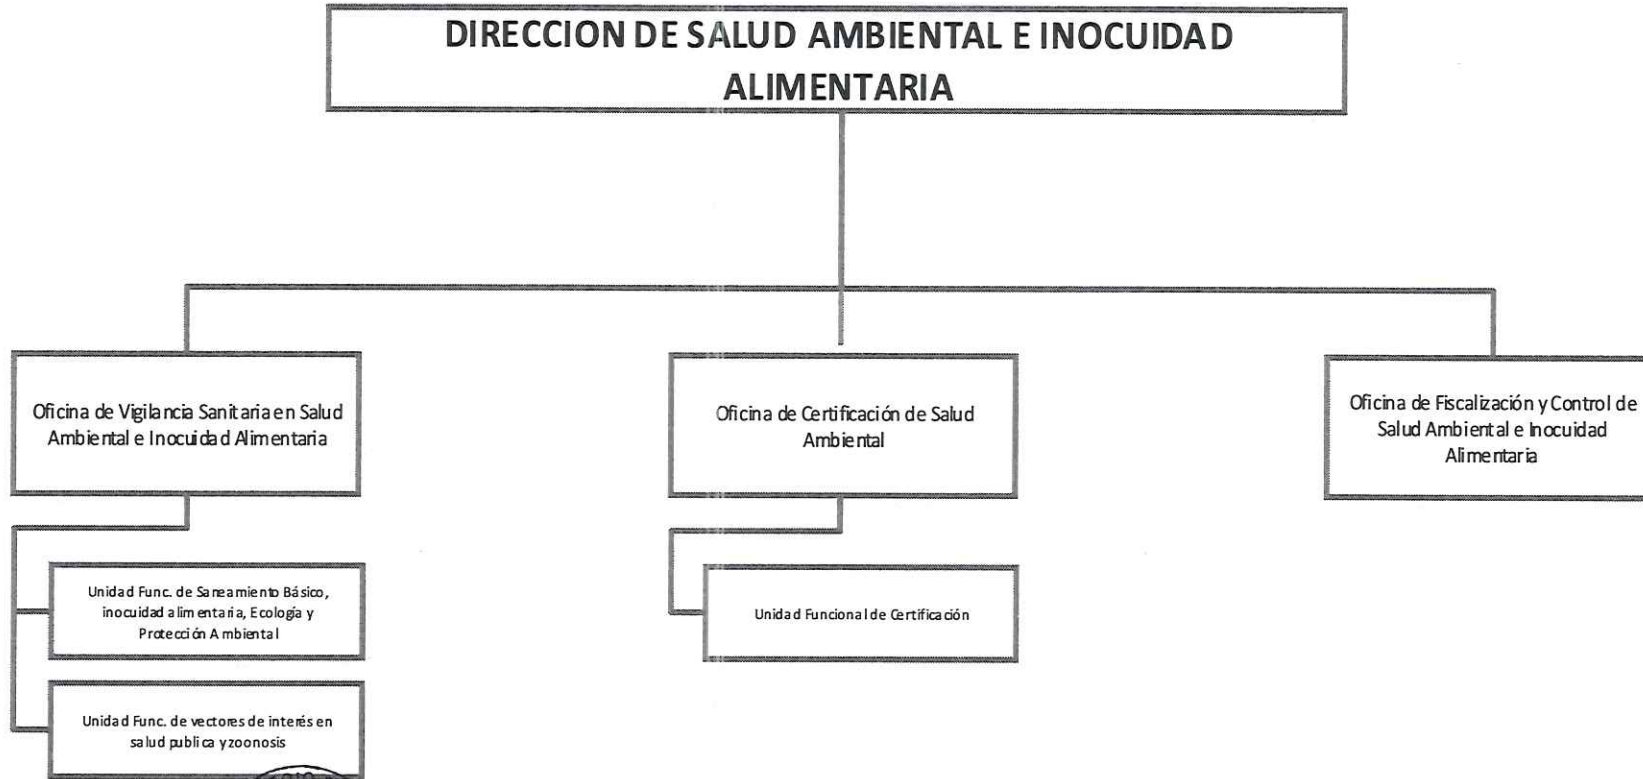 DIRECCION DE SALUD AMBIENTAL E INOCUIDAD
ALIMENTARIA
Oficina de Vigilancia Sanitaria en Salud
Ambiental e Inocuidad Alimentaria
Oficina de Certificación de Salud
Ambiental
Oficina de Fiscalización y Control de
Salud Ambiental e Inocuidad
Alimentaria
Unidad Func. de Saneamiento Básico,
inocuidad alimentaria, Ecología y
Protección Ambiental
Unidad Funcional de Certificación
Unidad Func. de vectores de interés en
salud publica y zoonosis